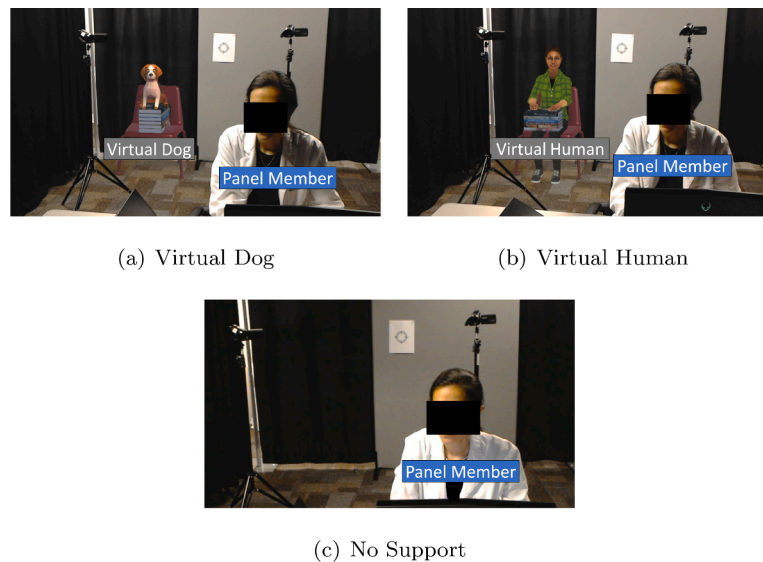 Virtual Dog
Panel Member
(a) Virtual Dog
Virtual Human
Panel Member
(b) Virtual Human
Panel Member
(c) No Support